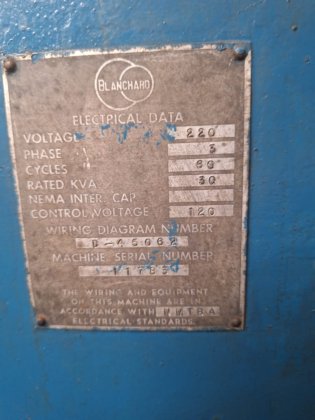 BLANCHARD
ELECTRICAL DATA
VOLTAGE 220
PHASE 3
CYCLES 60
RATED KVA 30
NEMA INTER. CAP.
CONTROL VOLTAGE 120
WIRING DIAGRAM NUMBER
D-45062
MACHINE SERIAL NUMBER
THE WIRING AND EQUIPMENT
ON THIS MACHINE ARE IN
ACCORDANCE WITH
ELECTRICAL STANDARDS.